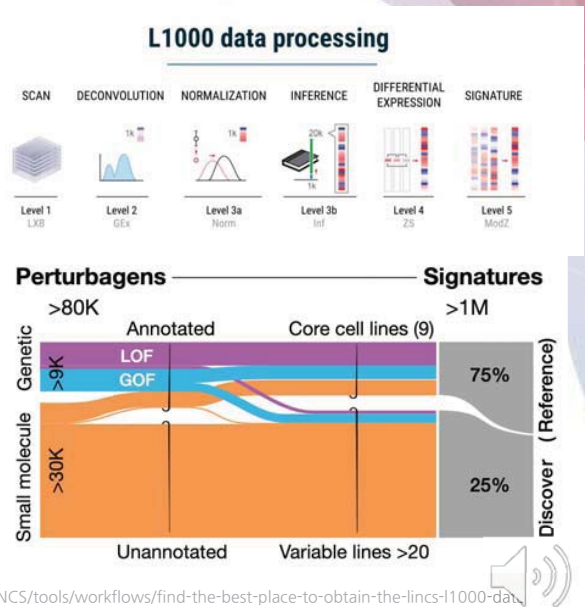 L1000 data processing
SCAN DECONVOLUTION NORMALIZATION INFERENCE DIFFERENTIAL EXPRESSION SIGNATURE
1k 1k 20k
1k
Level 1 Level 2 Level 3a Level 3b Level 4 Level 5
LXB GEx Norm Inf ZS ModZ
Perturbagens Signatures
>80K >1M
Annotated Core cell lines (9)
Genetic
>9K
LOF
GOF
75%
(Reference)
Small molecule
>30K
25%
Discover
Unannotated Variable lines >20
NCS/tools/workflows/find-the-best-place-to-obtain-the-lincs-l1000-data